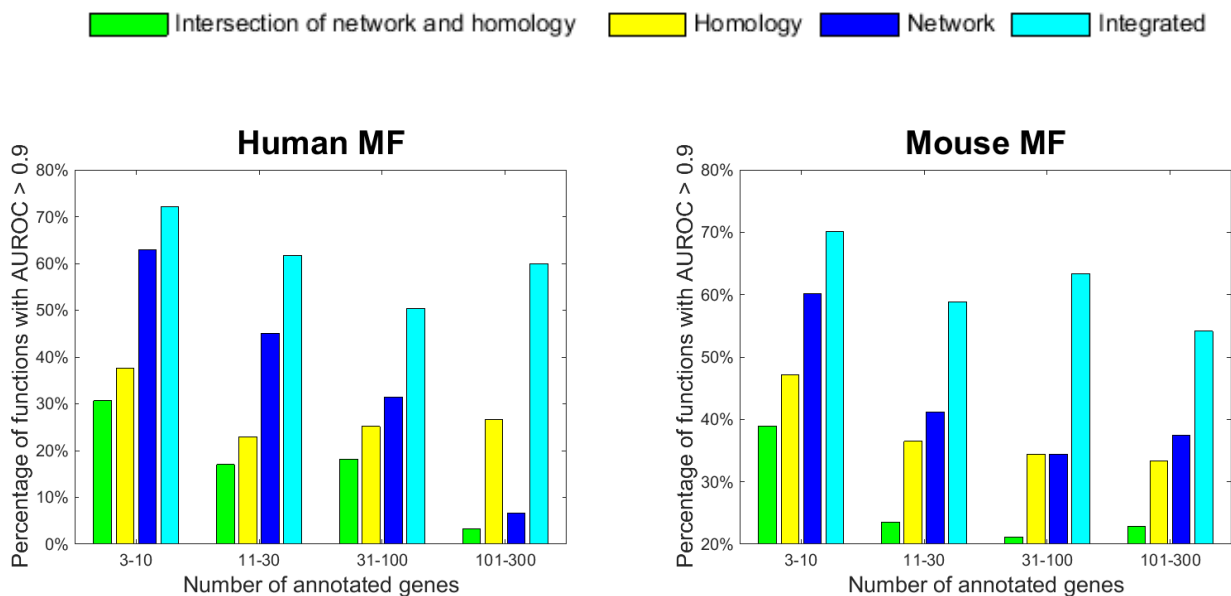 Intersection of network and homology Homology Network Integrated
Human MF
Percentage of functions with AUROC > 0.9
80%
70%
60%
50%
40%
30%
20%
10%
0%
3-10 11-30 31-100 101-300
Number of annotated genes
Mouse MF
Percentage of functions with AUROC > 0.9
80%
70%
60%
50%
40%
30%
20%
3-10 11-30 31-100 101-300
Number of annotated genes